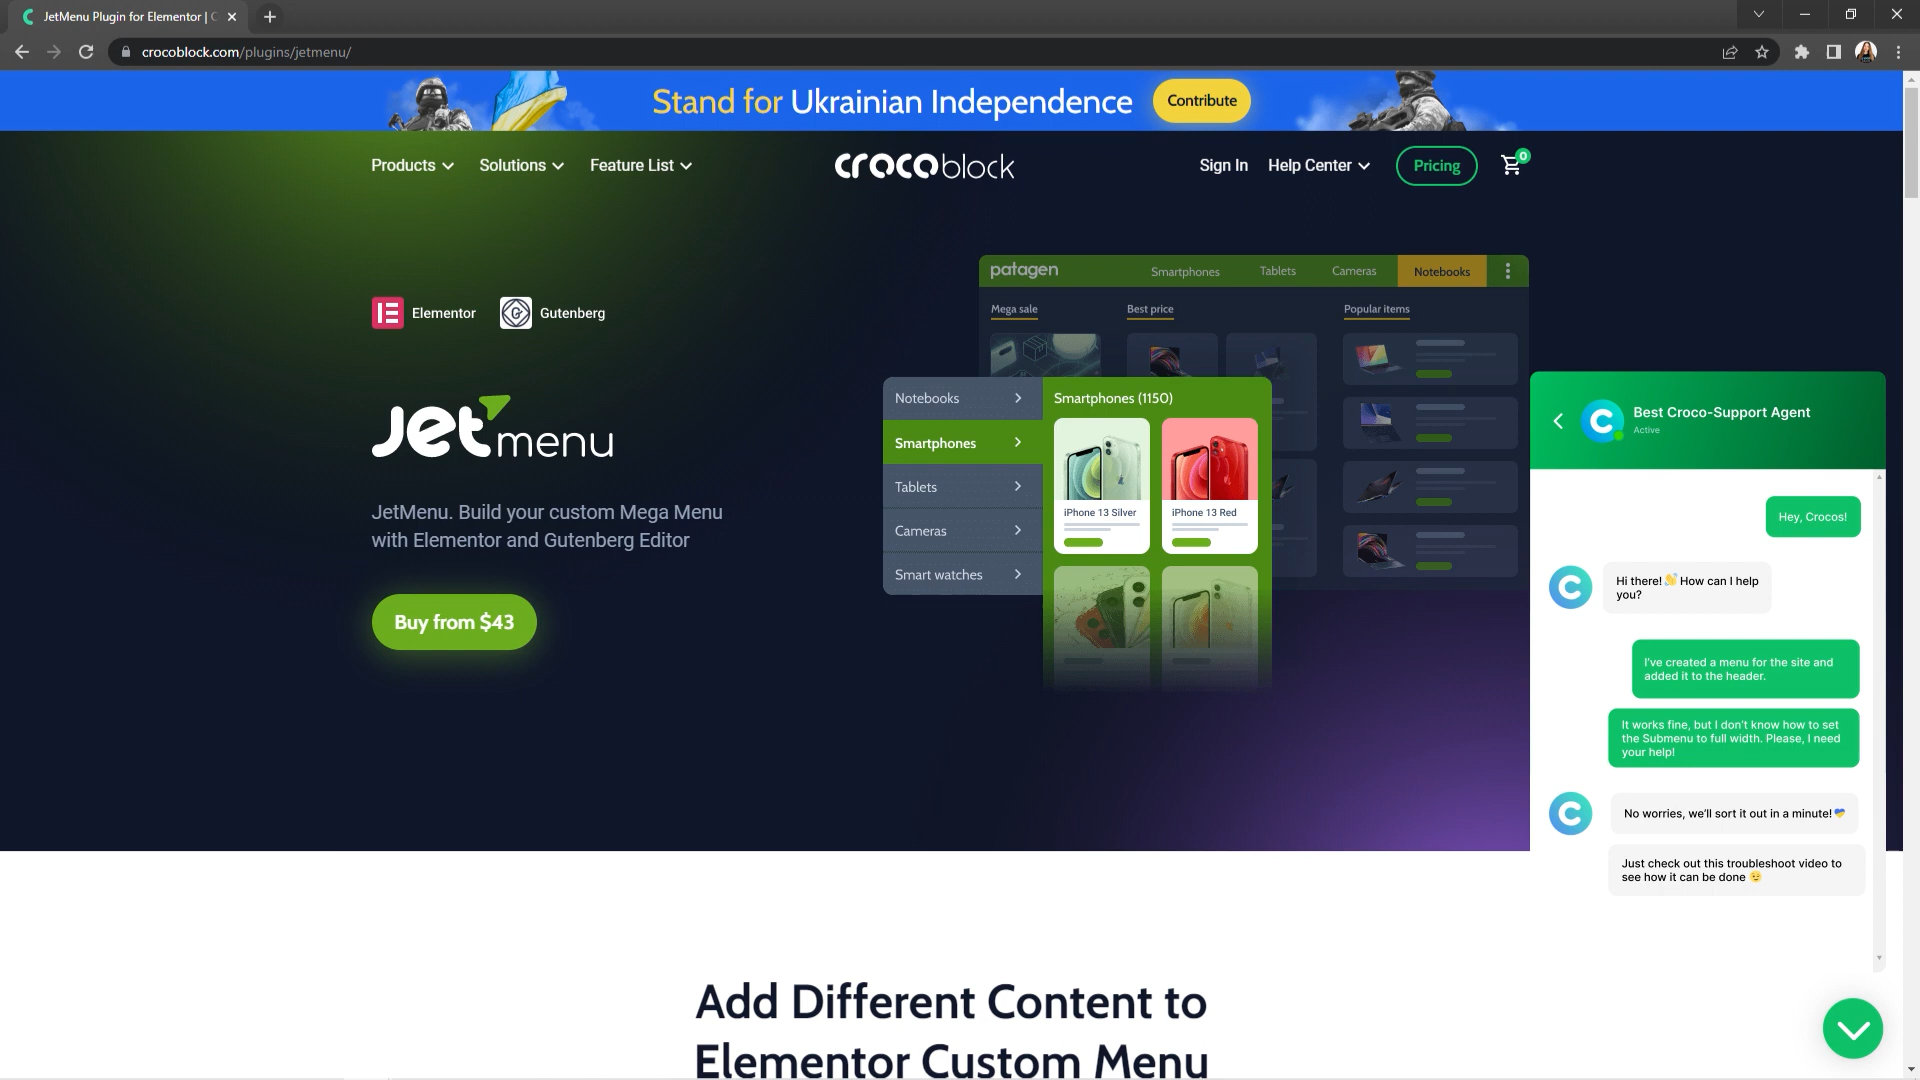 JetMenu Plugin for Elementor | C
crocoblock.com/plugins/jetmenu/
Stand for Ukrainian Independence
Contribute
Products
Solutions
Feature List
crocoblock
Sign In
Help Center
Pricing
0
Elementor
Gutenberg
Jet menu
JetMenu. Build your custom Mega Menu
with Elementor and Gutenberg Editor
Buy from $43
patagen
Smartphones
Tablets
Cameras
Notebooks
Mega sale
Best price
Popular items
Notebooks
Smartphones
Tablets
Cameras
Smart watches
Smartphones (1150)
iPhone 13 Silver
iPhone 13 Red
Best Croco-Support Agent
Active
Hey, Crocos!
Hi there!👋 How can I help
you?
I've created a menu for the site and
added it to the header.
It works fine, but I don't know how to set
the Submenu to full width. Please, I need
your help!
No worries, we'll sort it out in a minute!
Just check out this troubleshoot video to
see how it can be done 😉
Add Different Content to
Elementor Custom Menu